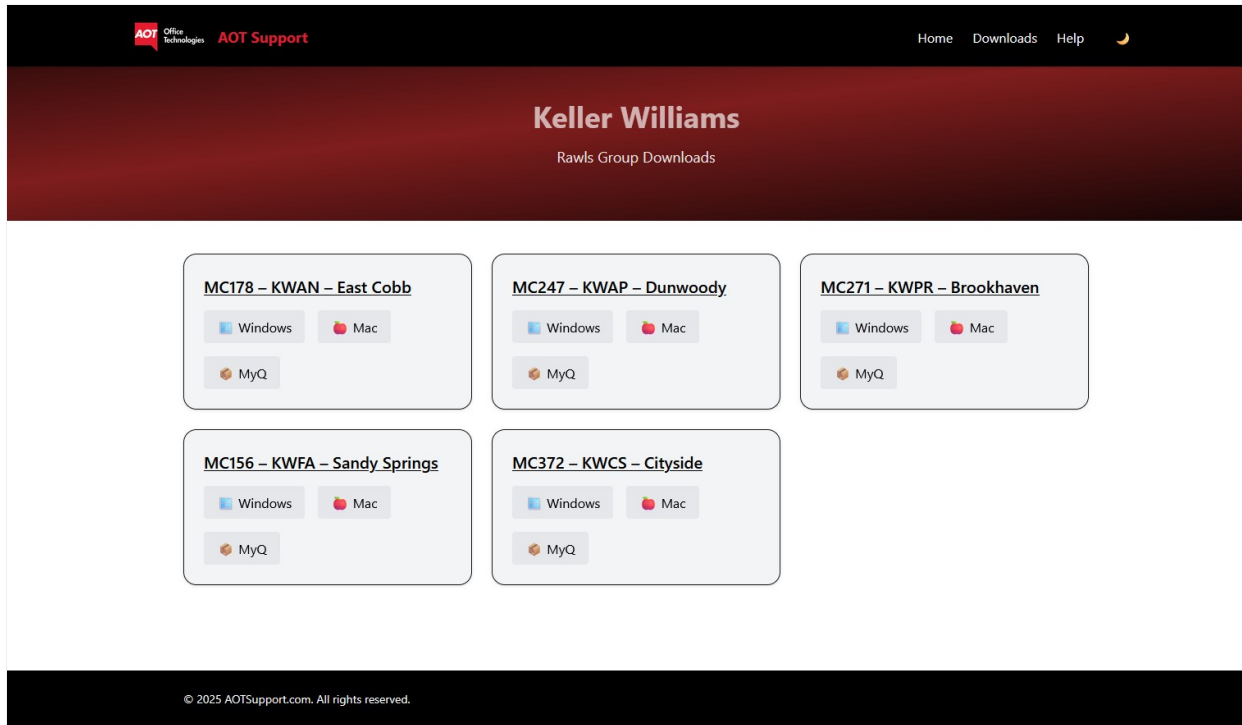 AOT Office Technologies AOT Support Home Downloads Help
Keller Williams
Rawls Group Downloads
MC178 – KWAN – East Cobb
Windows Mac
MyQ
MC247 – KWAP – Dunwoody
Windows Mac
MyQ
MC271 – KWPR – Brookhaven
Windows Mac
MyQ
MC156 – KWFA – Sandy Springs
Windows Mac
MyQ
MC372 – KWCS – Cityside
Windows Mac
MyQ
© 2025 AOTSupport.com. All rights reserved.